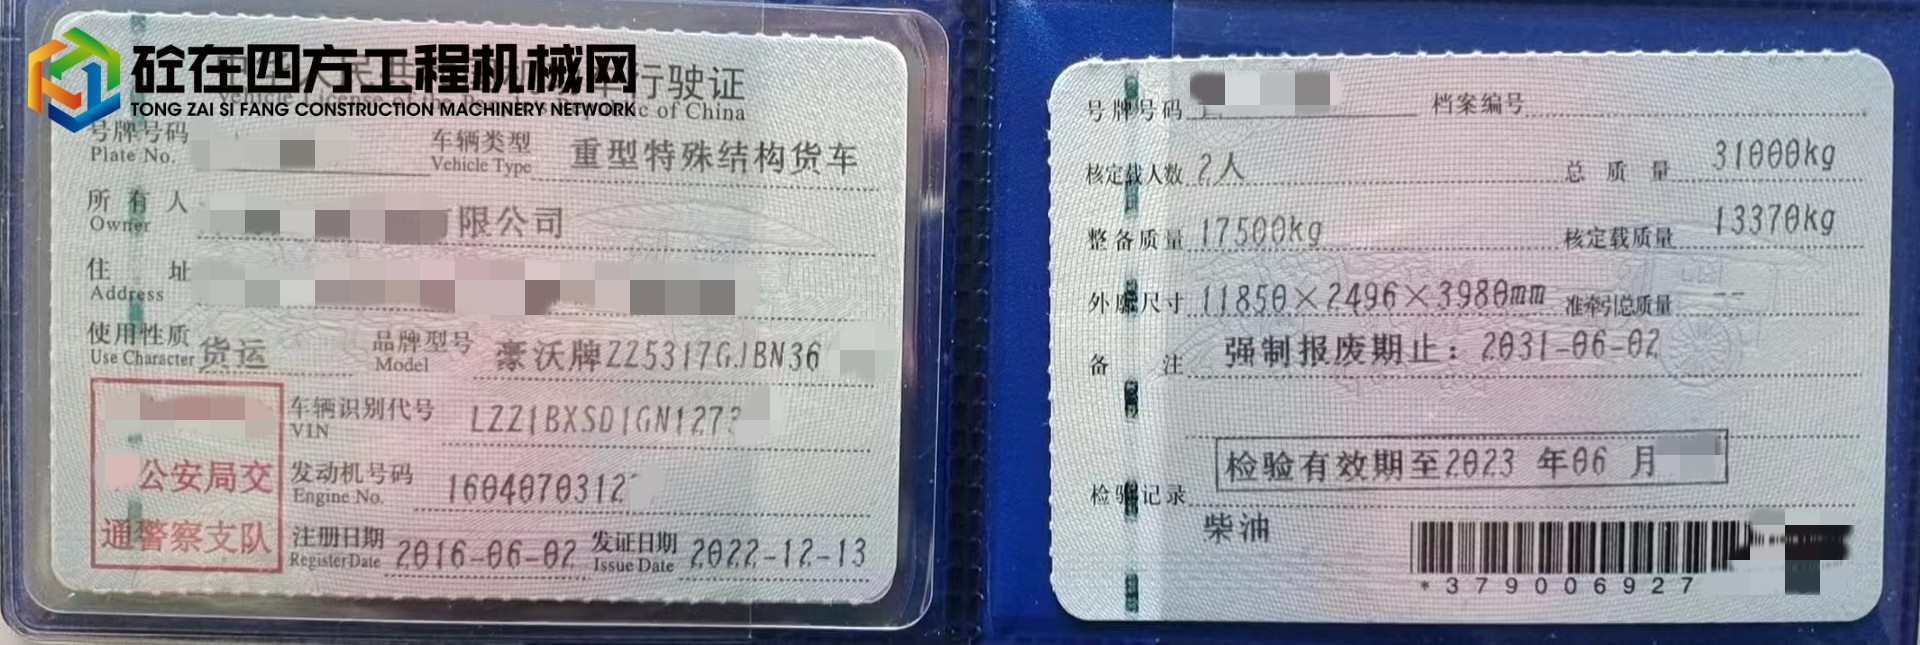 砼在四方工程机械网
TONG ZAI SI FANG CONSTRUCTION MACHINERY NETWORK
行驶证
of China
号牌号码
Plate No.
车辆类型
Vehicle Type
重型特殊结构货车
所有人
Owner
有限公司
住址
Address
使用性质
Use Character
货运
品牌型号
Model
豪沃牌ZZ5317GJBN36
公安局交
通警察支队
车辆识别代号
VIN
LZZ1BXSD1GN127
发动机号码
Engine No.
1604070312
注册日期
Register Date
2016-06-02
发证日期
Issue Date
2022-12-13
号牌号码
档案编号
核定载人数 2人
总质量 31000kg
整备质量 17500kg
核定载质量 13370kg
外廓尺寸 11850×2496×3980mm
准牵引总质量 --
备注 强制报废期止：2031-06-02
检验有效期至2023 年06 月
检验记录
柴油
*379006927